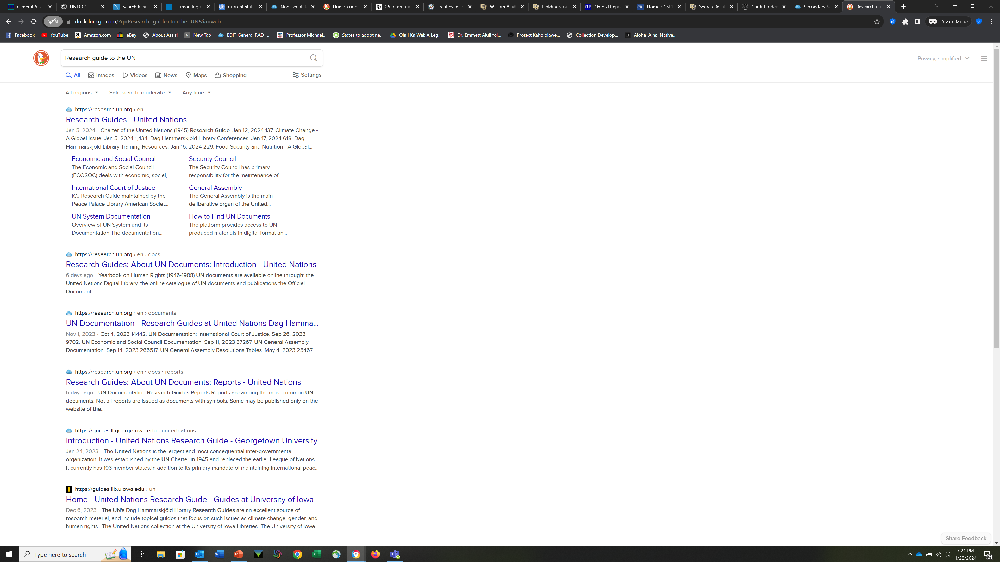 General Asse
UNFCCC
Search Resul
Human Righ
Current statu
Non-Legal R
Human right
25 Internatio
Treaties in Fo
William A. W
Holdings: Gu
OUP Oxford Repo
SSRN Home :: SSR
Search Resul
Cardiff Index
Secondary S
Research gui
VPN
duckduckgo.com/?q=Research+guide+to+the+UN&ia=web
Private Mode
Facebook
YouTube
Amazon.com
eBay
About Assisi
N New Tab
EDIT General RAD -...
Professor Michael...
States to adopt ne...
Ola I Ka Wai: A Leg...
Dr. Emmett Aluli fol...
Protect Kahoʻolawe...
Collection Develop...
H Aloha ʻĀina: Native...
Research guide to the UN
Privacy, simplified.
All
Images
Videos
News
Maps
Shopping
Settings
All regions
Safe search: moderate
Any time
https://research.un.org › en
Research Guides - United Nations
Jan 5, 2024 · Charter of the United Nations (1945) Research Guide. Jan 12, 2024 137. Climate Change -
A Global Issue. Jan 5, 2024 1,434. Dag Hammarskjöld Library Conferences. Jan 17, 2024 618. Dag
Hammarskjöld Library Training Resources. Jan 16, 2024 229. Food Security and Nutrition - A Global...
Economic and Social Council
The Economic and Social Council
(ECOSOC) deals with economic, social,...
Security Council
The Security Council has primary
responsibility for the maintenance of...
International Court of Justice
ICJ Research Guide maintained by the
Peace Palace Library American Societ...
General Assembly
The General Assembly is the main
deliberative organ of the United...
UN System Documentation
Overview of UN System and its
Documentation The documentation...
How to Find UN Documents
The platform provides access to UN-
produced materials in digital format an...
https://research.un.org › en › docs
Research Guides: About UN Documents: Introduction - United Nations
6 days ago · Yearbook on Human Rights (1946-1988) UN documents are available online through: the
United Nations Digital Library, the online catalogue of UN documents and publications the Official
Document...
https://research.un.org › en › documents
UN Documentation - Research Guides at United Nations Dag Hamma...
Nov 1, 2023 · Oct 4, 2023 14442. UN Documentation: International Court of Justice. Sep 26, 2023
9702. UN Economic and Social Council Documentation. Sep 11, 2023 37267. UN General Assembly
Documentation. Sep 14, 2023 265517. UN General Assembly Resolutions Tables. May 4, 2023 25467.
https://research.un.org › en › docs › reports
Research Guides: About UN Documents: Reports - United Nations
6 days ago · UN Documentation Research Guides Reports Reports are among the most common UN
documents. Not all reports are issued as documents with symbols. Some may be published only on the
website of the...
https://guides.ll.georgetown.edu › unitednations
Introduction - United Nations Research Guide - Georgetown University
Jan 24, 2023 · The United Nations is the largest and most consequential inter-governmental
organization. It was established by the UN Charter in 1945 and replaced the earlier League of Nations.
It currently has 193 member states.In addition to its primary mandate of maintaining international peac...
https://guides.lib.uiowa.edu › un
Home - United Nations Research Guide - Guides at University of Iowa
Dec 6, 2023 · The UN's Dag Hammarskjöld Library Research Guides are an excellent source of
research material, and include topical guides that focus on such issues as climate change, gender, and
human rights.. The United Nations collection at the University of Iowa Libraries. The University of Iowa...
Share Feedback
Type here to search
7:21 PM
1/28/2024
21